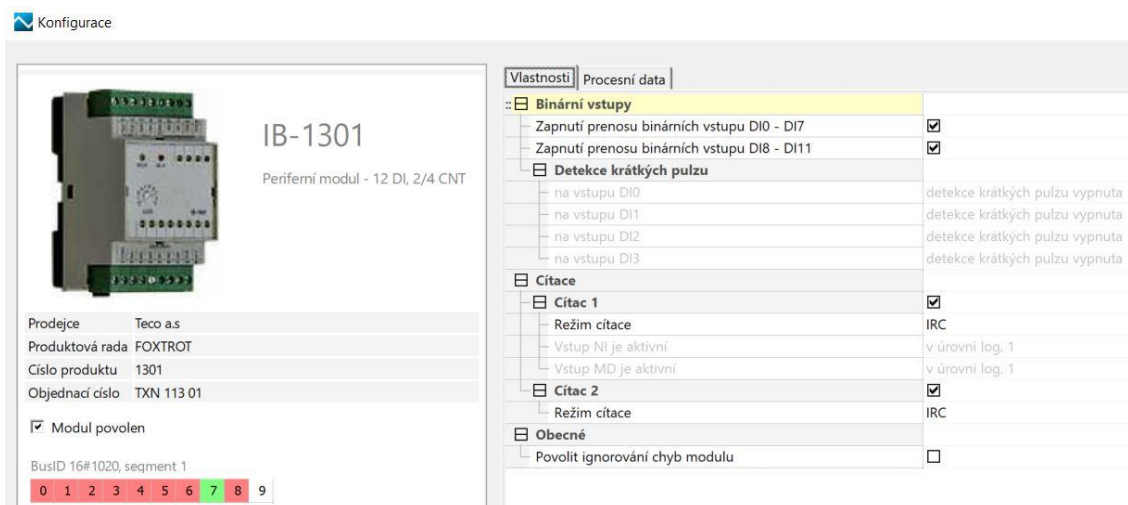 Konfigurace
IB-1301
Periferní modul - 12 DI, 2/4 CNT
Prodejce Teco a.s
Produktová rada FOXTROT
Císlo produktu 1301
Objednací císlo TXN 113 01
Modul povolen
BusID 16#1020, segment 1
0 1 2 3 4 5 6 7 8 9
Vlastnosti Procesní data
Binární vstupy
Zapnutí prenosu binárních vstupu DI0 - DI7
Zapnutí prenosu binárních vstupu DI8 - DI11
Detekce krátkých pulzu
na vstupu DI0 detekce krátkých pulzu vypnuta
na vstupu DI1 detekce krátkých pulzu vypnuta
na vstupu DI2 detekce krátkých pulzu vypnuta
na vstupu DI3 detekce krátkých pulzu vypnuta
Cítace
Cítac 1
Režim cítace IRC
Vstup NI je aktivní v úrovni log. 1
Vstup MD je aktivní v úrovni log. 1
Cítac 2
Režim cítace IRC
Obecné
Povolit ignorování chyb modulu